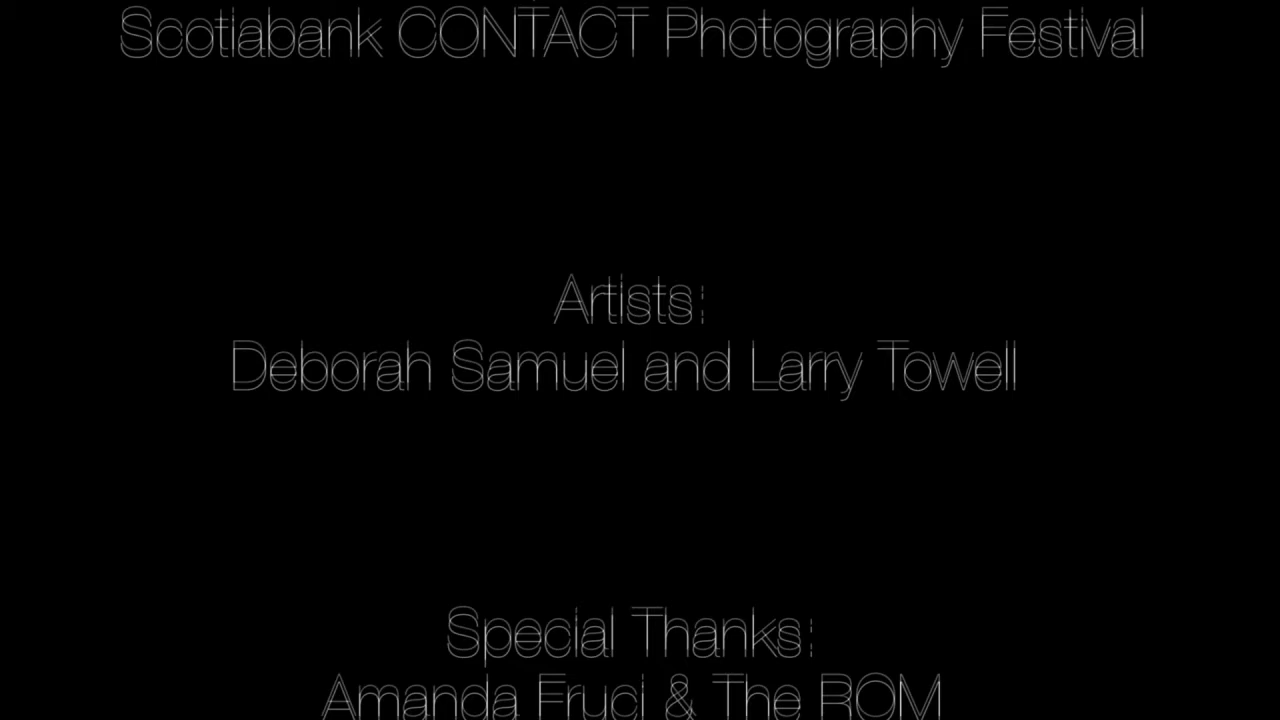 Scotiabank CONTACT Photography Festival
Artists:
Deborah Samuel and Larry Towell
Special Thanks:
Amanda Fruci & The ROM